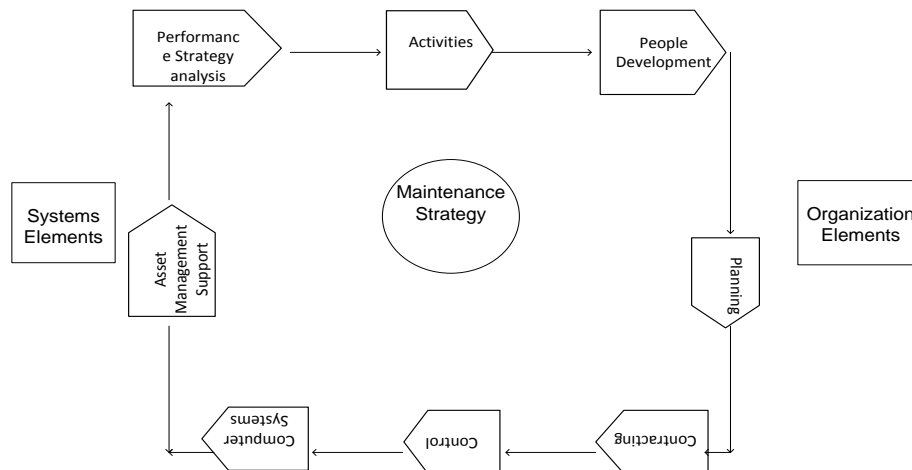 Performanc
e Strategy
analysis
Activities
People
Development
Systems
Elements
Maintenance
Strategy
Organization
Elements
Asset
Management
Support
Planning
Computer
Systems
Control
Contracting